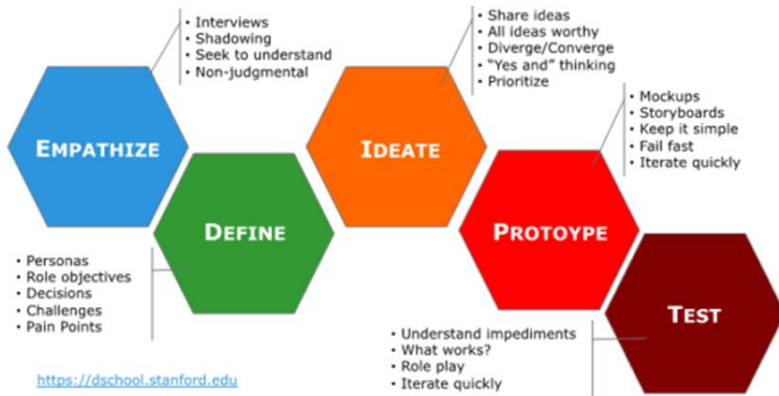 • Interviews
• Shadowing
• Seek to understand
• Non-judgmental
EMPATHIZE
• Personas
• Role objectives
• Decisions
• Challenges
• Pain Points
DEFINE
• Share ideas
• All ideas worthy
• Diverge/Converge
• “Yes and” thinking
• Prioritize
IDEATE
• Mockups
• Storyboards
• Keep it simple
• Fail fast
• Iterate quickly
PROTOYPE
• Understand impediments
• What works?
• Role play
• Iterate quickly
TEST
https://dschool.stanford.edu